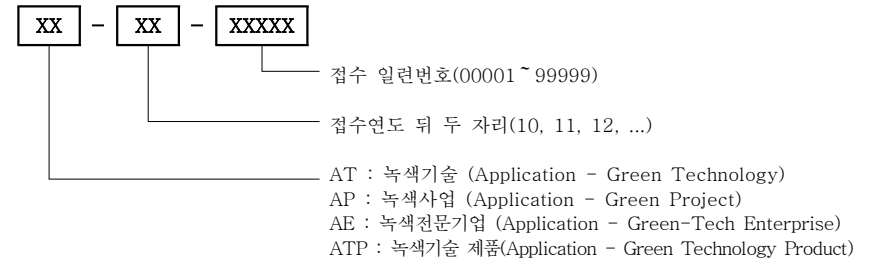 XX - XX - XXXXX
접수 일련번호(00001~99999)
접수연도 뒤 두 자리(10, 11, 12, ...)
AT : 녹색기술 (Application - Green Technology)
AP : 녹색사업 (Application - Green Project)
AE : 녹색전문기업 (Application - Green-Tech Enterprise)
ATP : 녹색기술 제품(Application - Green Technology Product)